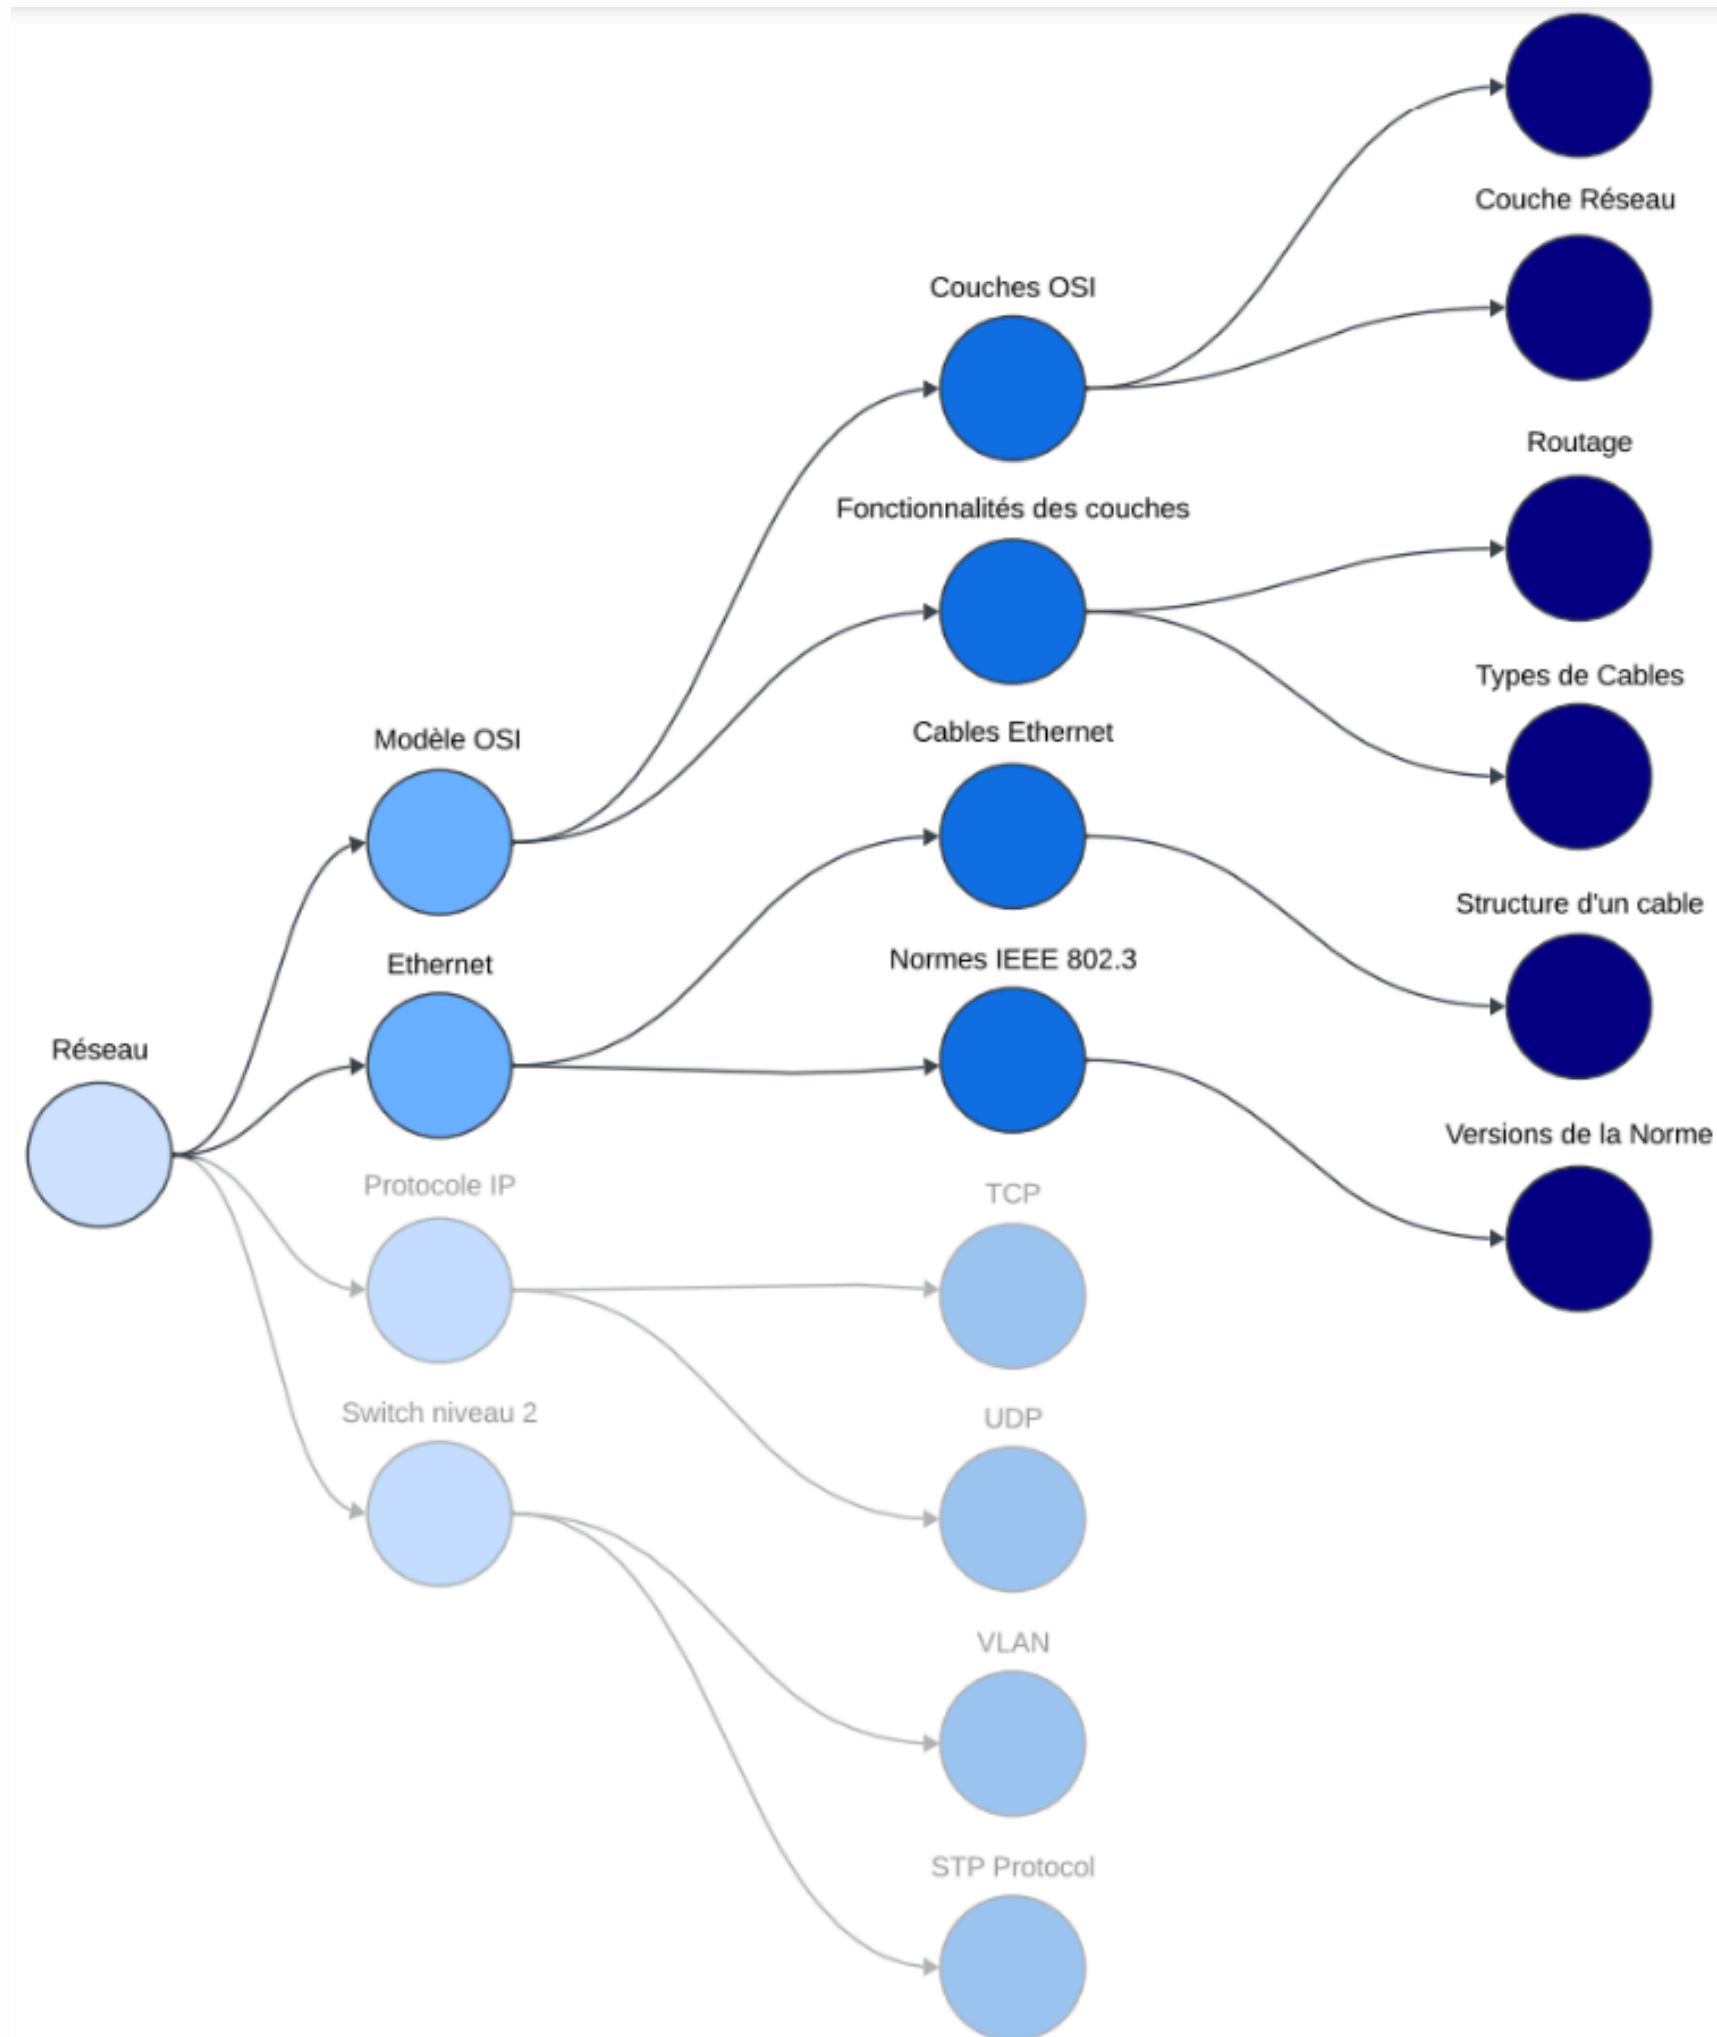 Couche Réseau
Couches OSI
Routage
Fonctionnalités des couches
Types de Cables
Cables Ethernet
Modèle OSI
Structure d'un cable
Normes IEEE 802.3
Ethernet
Réseau
Versions de la Norme
Protocole IP
TCP
Switch niveau 2
UDP
VLAN
STP Protocol